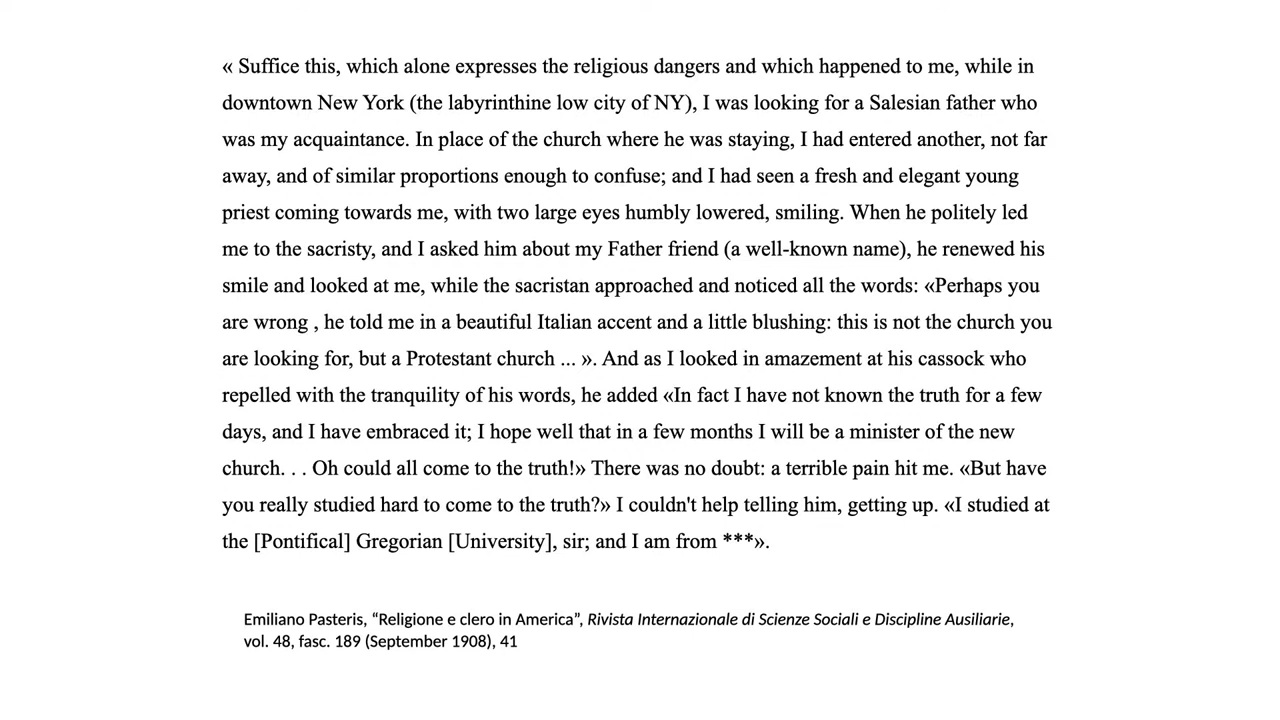 « Suffice this, which alone expresses the religious dangers and which happened to me, while in
downtown New York (the labyrinthine low city of NY), I was looking for a Salesian father who
was my acquaintance. In place of the church where he was staying, I had entered another, not far
away, and of similar proportions enough to confuse; and I had seen a fresh and elegant young
priest coming towards me, with two large eyes humbly lowered, smiling. When he politely led
me to the sacristy, and I asked him about my Father friend (a well-known name), he renewed his
smile and looked at me, while the sacristan approached and noticed all the words: «Perhaps you
are wrong , he told me in a beautiful Italian accent and a little blushing: this is not the church you
are looking for, but a Protestant church ... ». And as I looked in amazement at his cassock who
repelled with the tranquility of his words, he added «In fact I have not known the truth for a few
days, and I have embraced it; I hope well that in a few months I will be a minister of the new
church. . . Oh could all come to the truth!» There was no doubt: a terrible pain hit me. «But have
you really studied hard to come to the truth?» I couldn't help telling him, getting up. «I studied at
the [Pontifical] Gregorian [University], sir; and I am from ***».
Emiliano Pasteris, “Religione e clero in America”, Rivista Internazionale di Scienze Sociali e Discipline Ausiliarie,
vol. 48, fasc. 189 (September 1908), 41